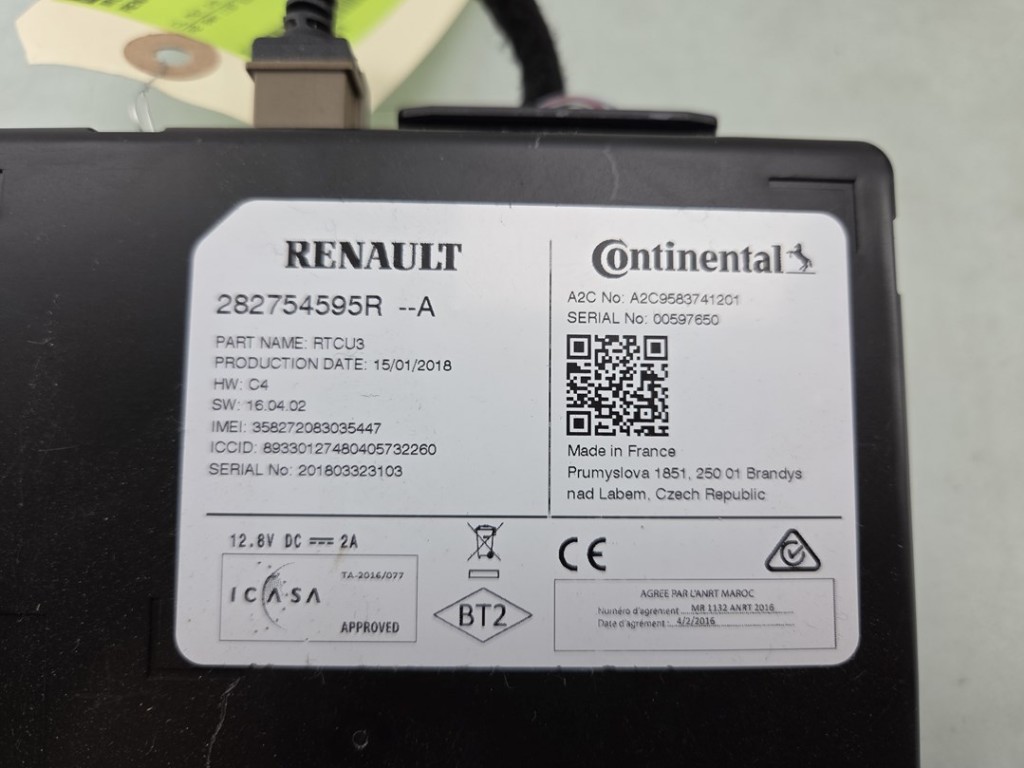 RENAULT
282754595R --A
PART NAME: RTCU3
PRODUCTION DATE: 15/01/2018
HW: C4
SW: 16.04.02
IMEI: 358272083035447
ICCID: 89330127480405732260
SERIAL No: 201803323103
Continental
A2C No: A2C9583741201
SERIAL No: 00597650
Made in France
Prumyslova 1851, 250 01 Brandys
nad Labem, Czech Republic
12.8V DC ⎓ 2A
TA-2016/077
ICASA
APPROVED
BT2
CE
AGREE PAR L'ANRT MAROC
Numéro d'agrément: MR 1132 ANRT 2016
Date d'agrément: 4/2/2016